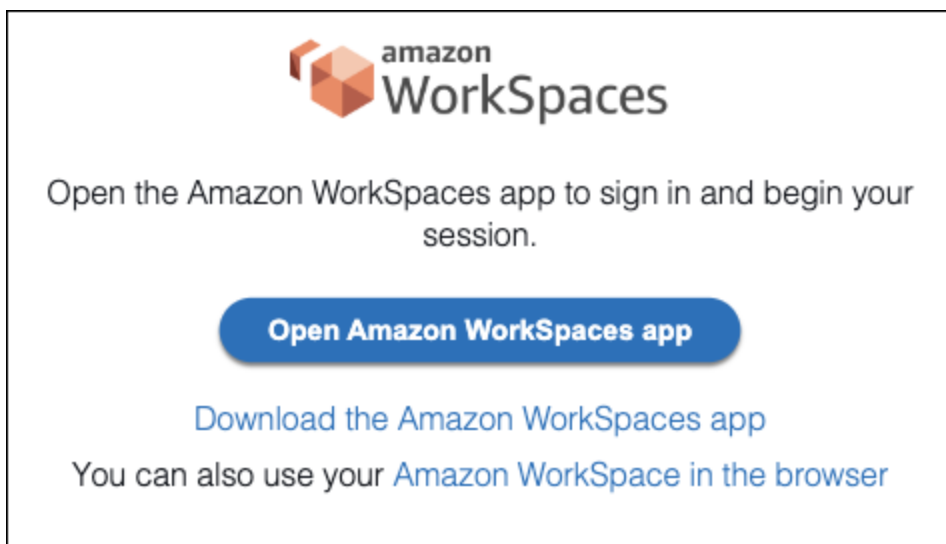 amazon
WorkSpaces
Open the Amazon WorkSpaces app to sign in and begin your
session.
Open Amazon WorkSpaces app
Download the Amazon WorkSpaces app
You can also use your Amazon WorkSpace in the browser